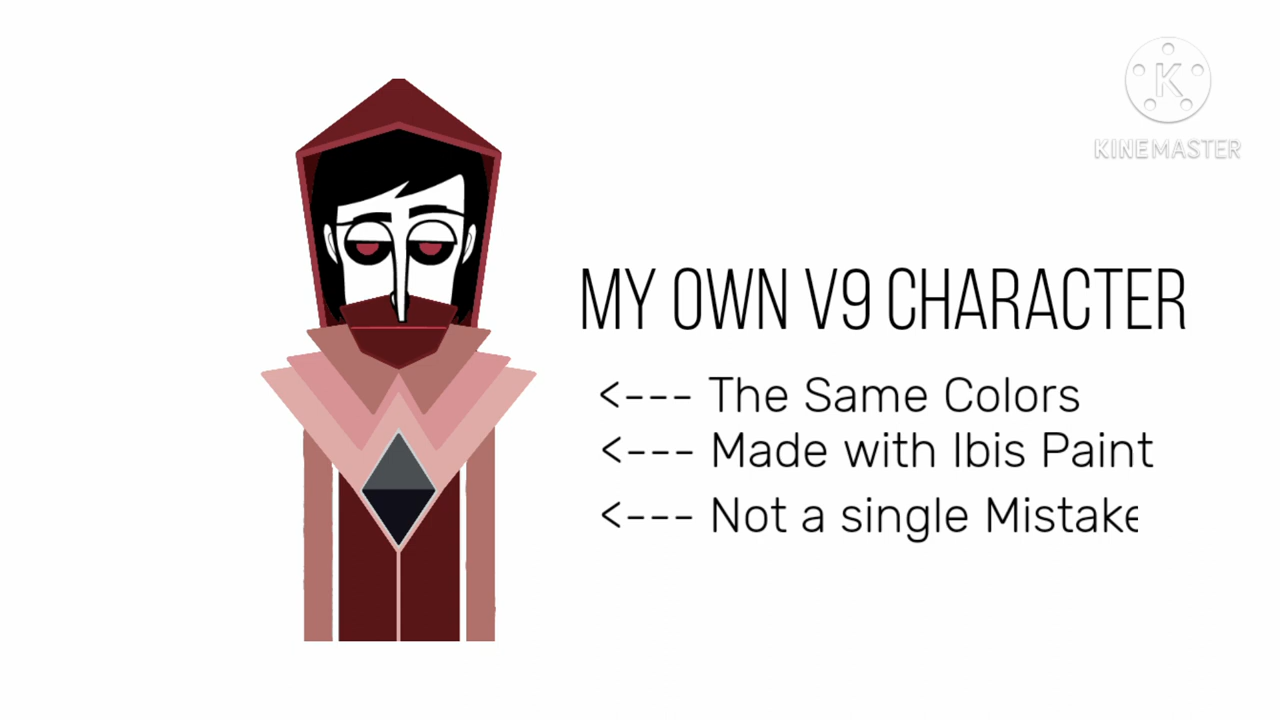 K
KINEMASTER
MY OWN V9 CHARACTER
<--- The Same Colors
<--- Made with Ibis Paint
<--- Not a single Mistake